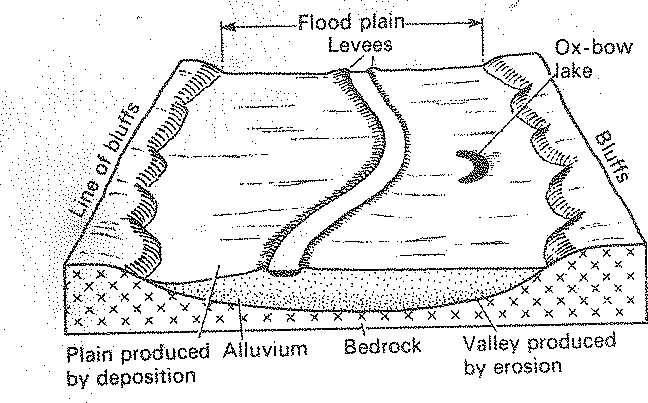 Flood plain
Levees
Ox-bow
lake
Line of bluffs
Bluffs
Plain produced
by deposition
Alluvium
Bedrock
Valley produced
by erosion